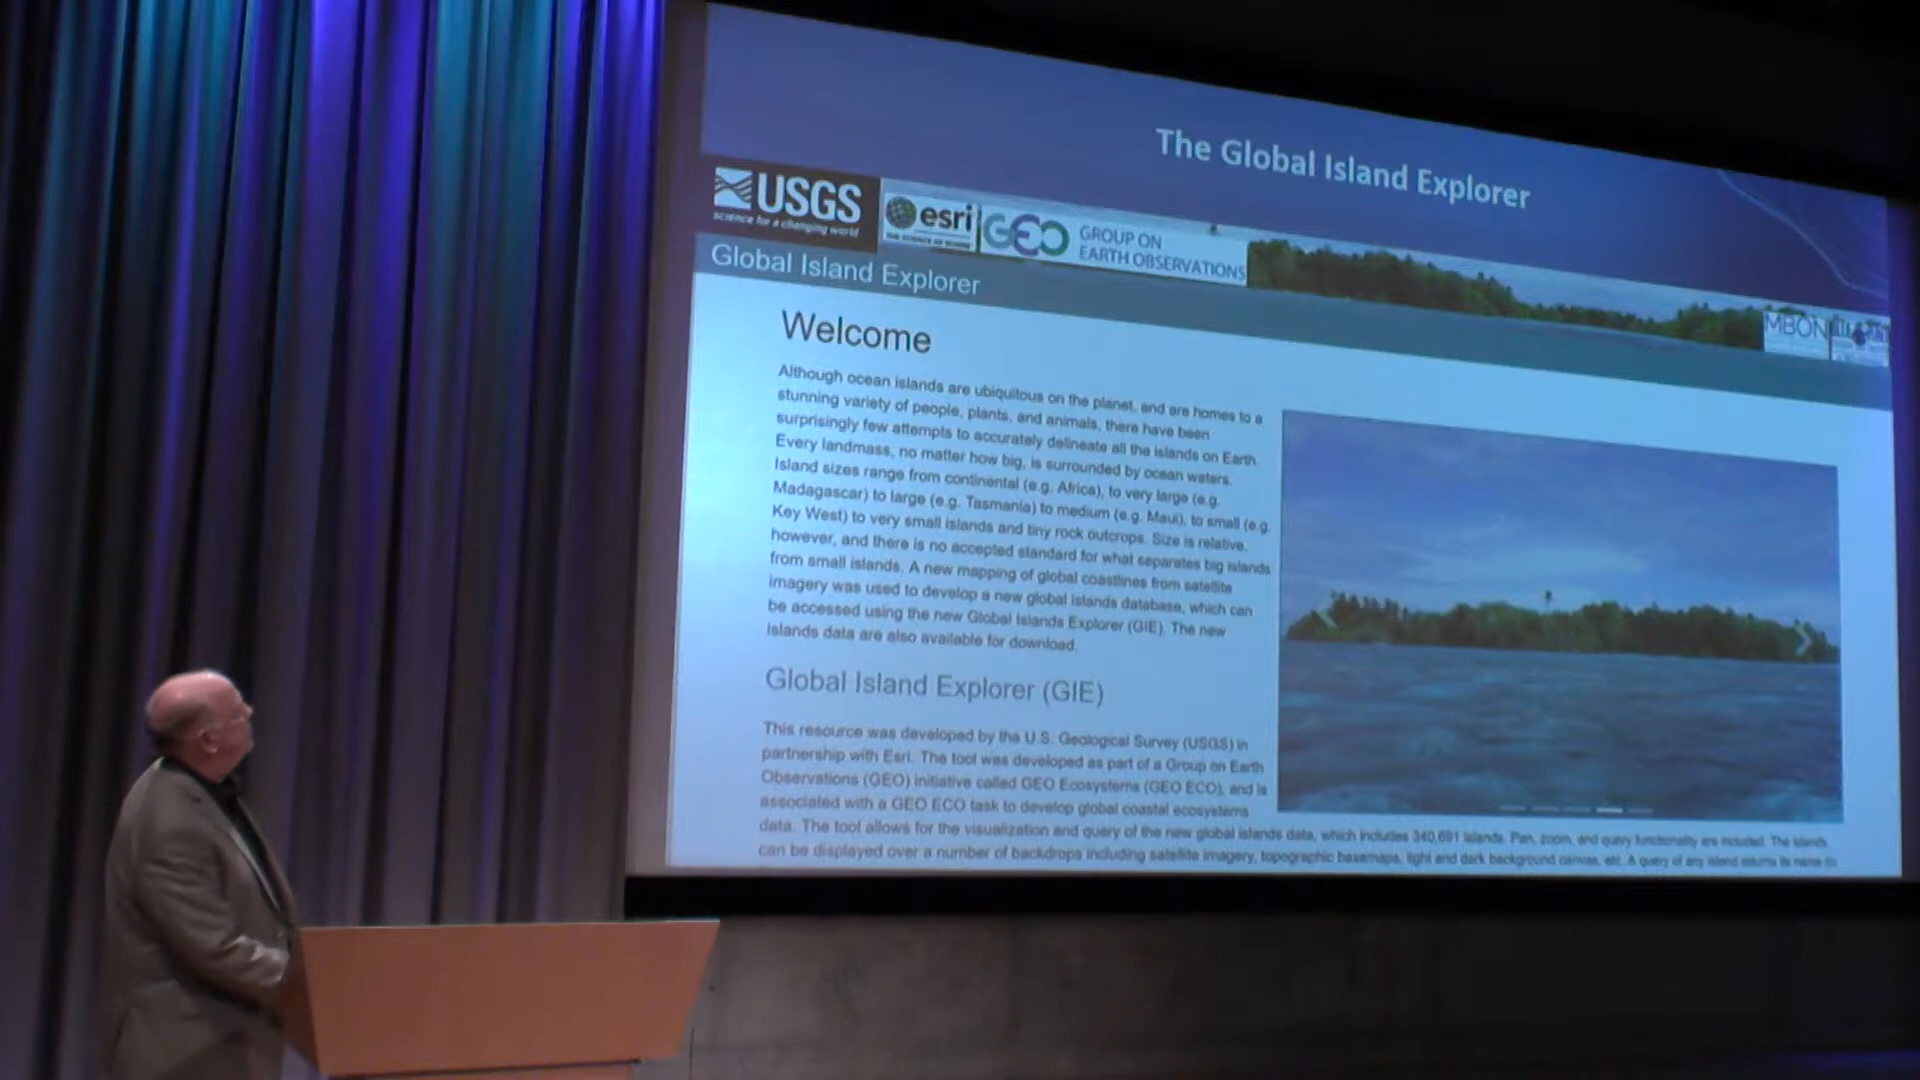 The Global Island Explorer
USGS
science for a changing world
esri
THE SCIENCE OF WHERE
GEO
GROUP ON
EARTH OBSERVATIONS
MBON
Global Island Explorer
Welcome
Although ocean islands are ubiquitous on the planet, and are homes to a
stunning variety of people, plants, and animals, there have been
surprisingly few attempts to accurately delineate all the islands on Earth.
Every landmass, no matter how big, is surrounded by ocean waters.
Island sizes range from continental (e.g. Africa), to very large (e.g.
Madagascar) to large (e.g. Tasmania) to medium (e.g. Maui), to small (e.g.
Key West) to very small islands and tiny rock outcrops. Size is relative,
however, and there is no accepted standard for what separates big islands
from small islands. A new mapping of global coastlines from satellite
imagery was used to develop a new global islands database, which can
be accessed using the new Global Islands Explorer (GIE). The new
islands data are also available for download.
Global Island Explorer (GIE)
This resource was developed by the U.S. Geological Survey (USGS) in
partnership with Esri. The tool was developed as part of a Group on Earth
Observations (GEO) initiative called GEO Ecosystems (GEO ECO), and is
associated with a GEO ECO task to develop global coastal ecosystems
data. The tool allows for the visualization and query of the new global islands data, which includes 340,691 islands. Pan, zoom, and query functionality are included. The islands
can be displayed over a number of backdrops including satellite imagery, topographic basemaps, light and dark background canvas, etc. A query of any island returns its name (in